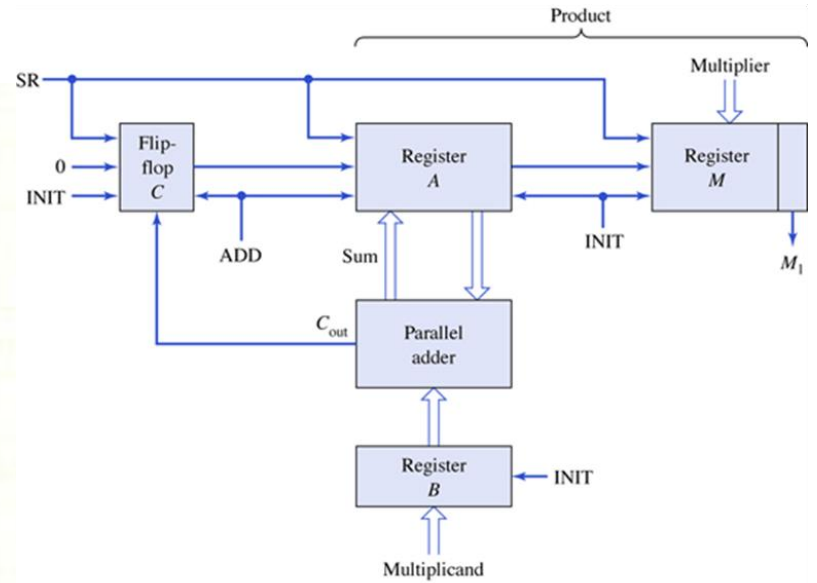 Product
SR
Multiplier
Flip-
flop
C
Register
A
Register
M
0
INIT
ADD
INIT
M1
Sum
Cout
Parallel
adder
Register
B
INIT
Multiplicand